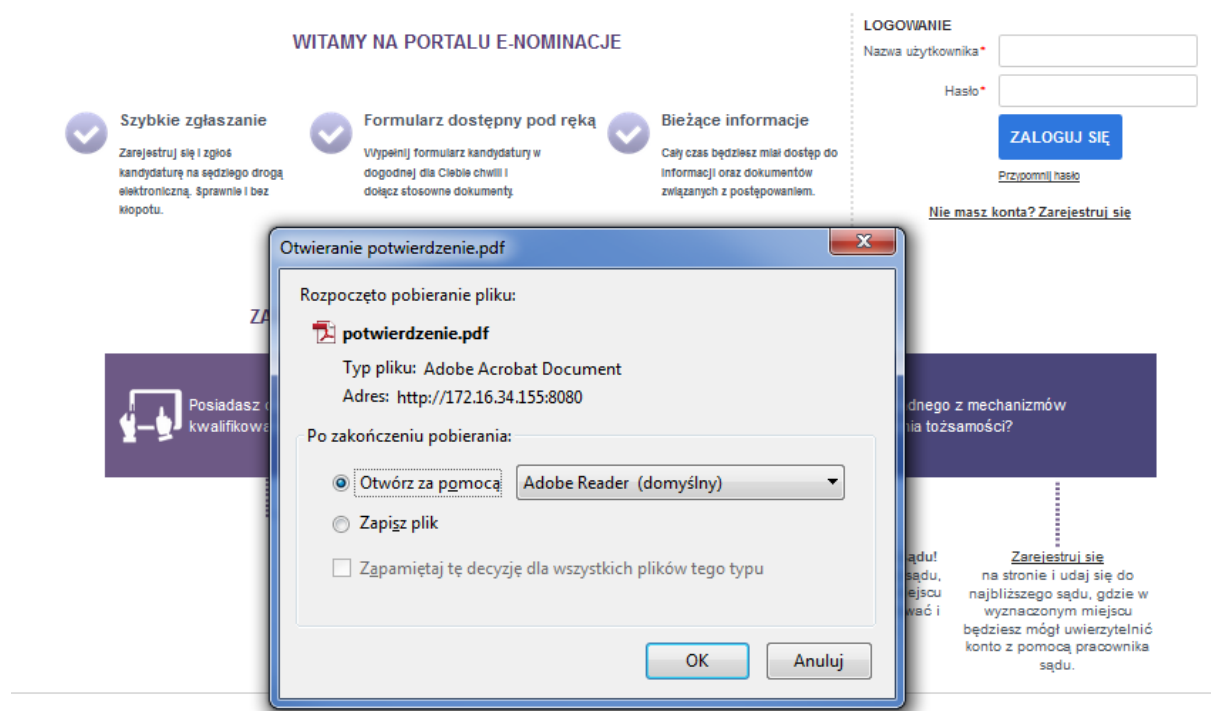 WITAMY NA PORTALU E-NOMINACJE
LOGOWANIE
Nazwa użytkownika*
Hasło*
ZALOGUJ SIĘ
Przypomnij hasło
Nie masz konta? Zarejestruj się
Szybkie zgłaszanie
Zarejestruj się i zgłoś
kandydaturę na sędziego drogą
elektroniczną. Sprawnie i bez
kłopotu.
Formularz dostępny pod ręką
Wypełnij formularz kandydatury w
dogodnej dla Ciebie chwili i
dołącz stosowne dokumenty.
Bieżące informacje
Cały czas będziesz miał dostęp do
informacji oraz dokumentów
związanych z postępowaniem.
Otwieranie potwierdzenie.pdf
Rozpoczęto pobieranie pliku:
potwierdzenie.pdf
Typ pliku: Adobe Acrobat Document
Adres: http://172.16.34.155:8080
Po zakończeniu pobierania:
Otwórz za pomocą
Adobe Reader (domyślny)
Zapisz plik
Zapamiętaj tę decyzję dla wszystkich plików tego typu
OK
Anuluj
ZA
Posiadasz
kwalifikowa
dnego z mechanizmów
nia tożsamości?
ądu!
sądu,
ejscu
wać i
Zarejestruj się
na stronie i udaj się do
najbliższego sądu, gdzie w
wyznaczonym miejscu
będziesz mógł uwierzytelnić
konto z pomocą pracownika
sądu.